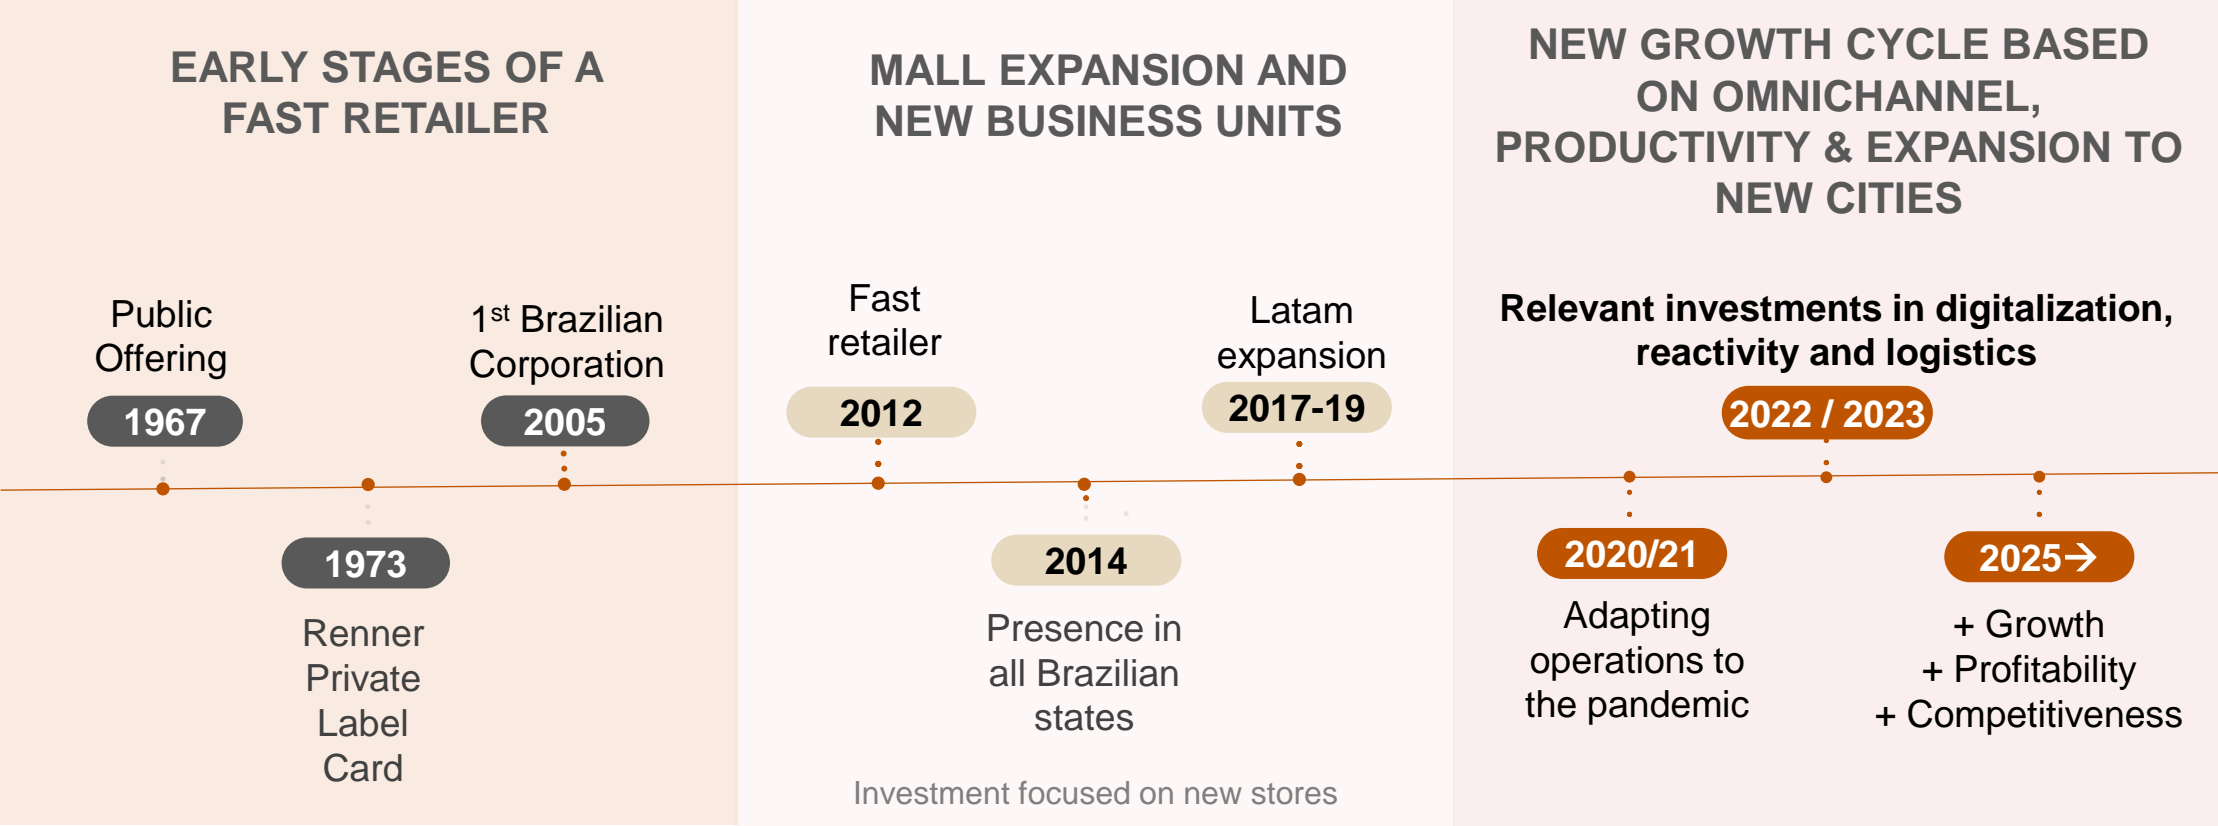 EARLY STAGES OF A
FAST RETAILER
Public
Offering
1967
1973
Renner
Private
Label
Card
1st Brazilian
Corporation
2005
MALL EXPANSION AND
NEW BUSINESS UNITS
Fast
retailer
2012
2014
Presence in
all Brazilian
states
Latam
expansion
2017-19
Investment focused on new stores
NEW GROWTH CYCLE BASED
ON OMNICHANNEL,
PRODUCTIVITY & EXPANSION TO
NEW CITIES
Relevant investments in digitalization,
reactivity and logistics
2022 / 2023
2020/21
Adapting
operations to
the pandemic
2025→
+ Growth
+ Profitability
+ Competitiveness